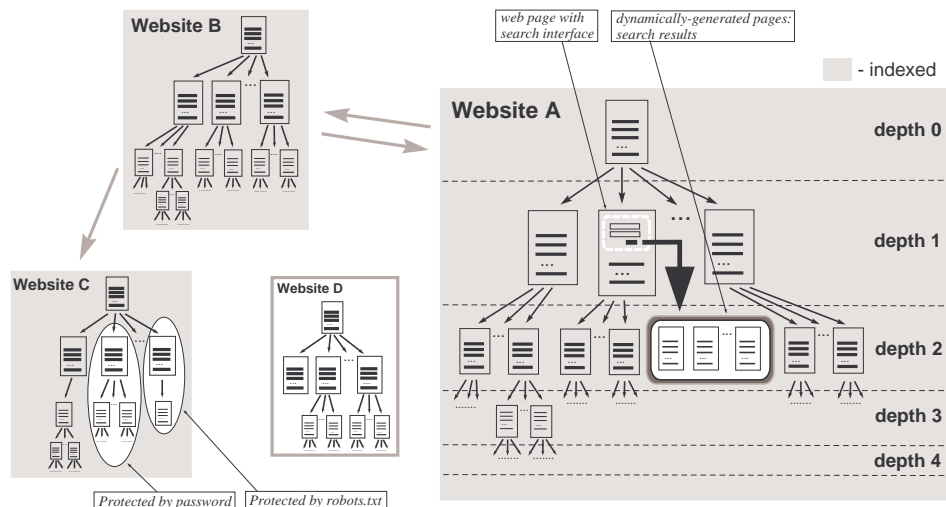 Website B
web page with
search interface
dynamically-generated pages:
search results
- indexed
Website A
depth 0
depth 1
depth 2
depth 3
depth 4
Website C
Website D
Protected by password
Protected by robots.txt